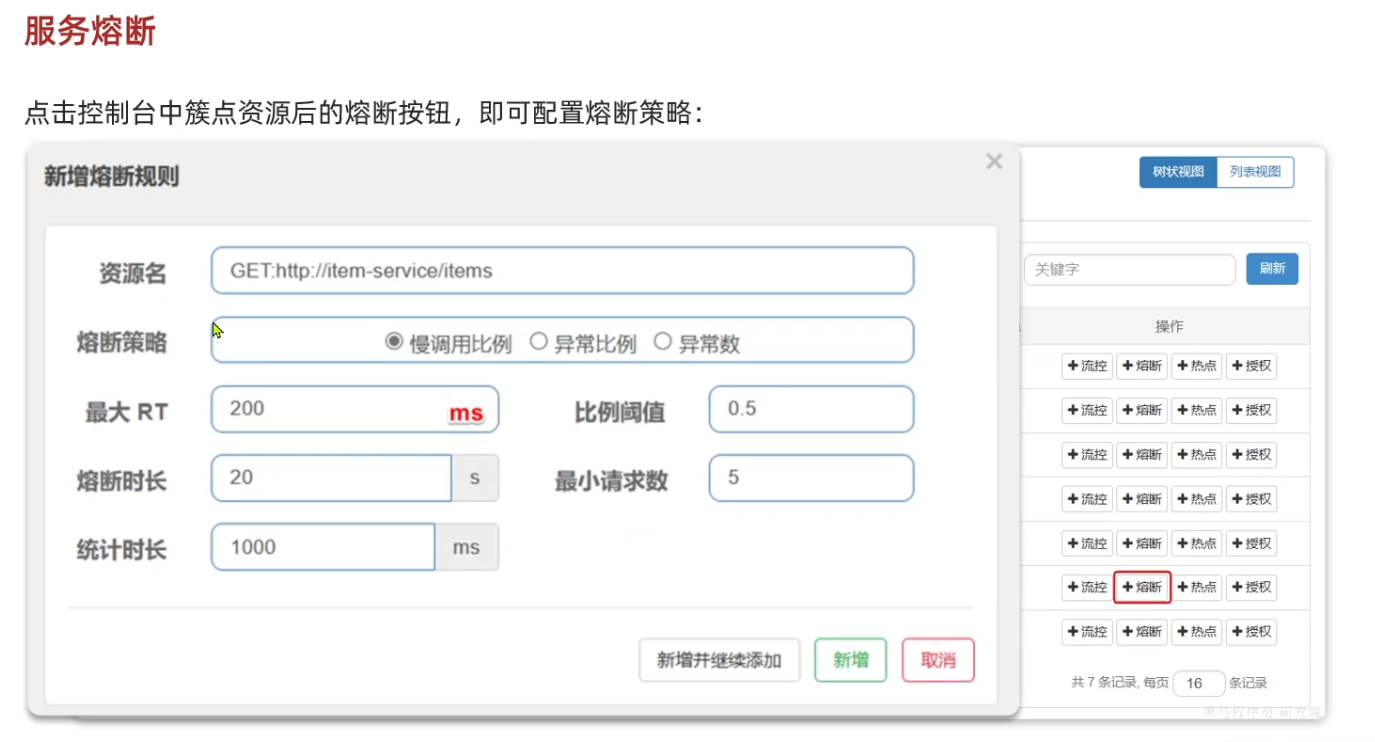 服务熔断
点击控制台中簇点资源后的熔断按钮，即可配置熔断策略：
新增熔断规则
×
资源名 GET:http://item-service/items
熔断策略 慢调用比例 异常比例 异常数
最大 RT 200 ms 比例阈值 0.5
熔断时长 20 s 最小请求数 5
统计时长 1000 ms
新增并继续添加 新增 取消
树状视图 列表视图
关键字 刷新
操作
+流控 +熔断 +热点 +授权
+流控 +熔断 +热点 +授权
+流控 +熔断 +热点 +授权
+流控 +熔断 +热点 +授权
+流控 +熔断 +热点 +授权
+流控 +熔断 +热点 +授权
+流控 +熔断 +热点 +授权
共 7 条记录, 每页 16 条记录
黑马程序员-研究院